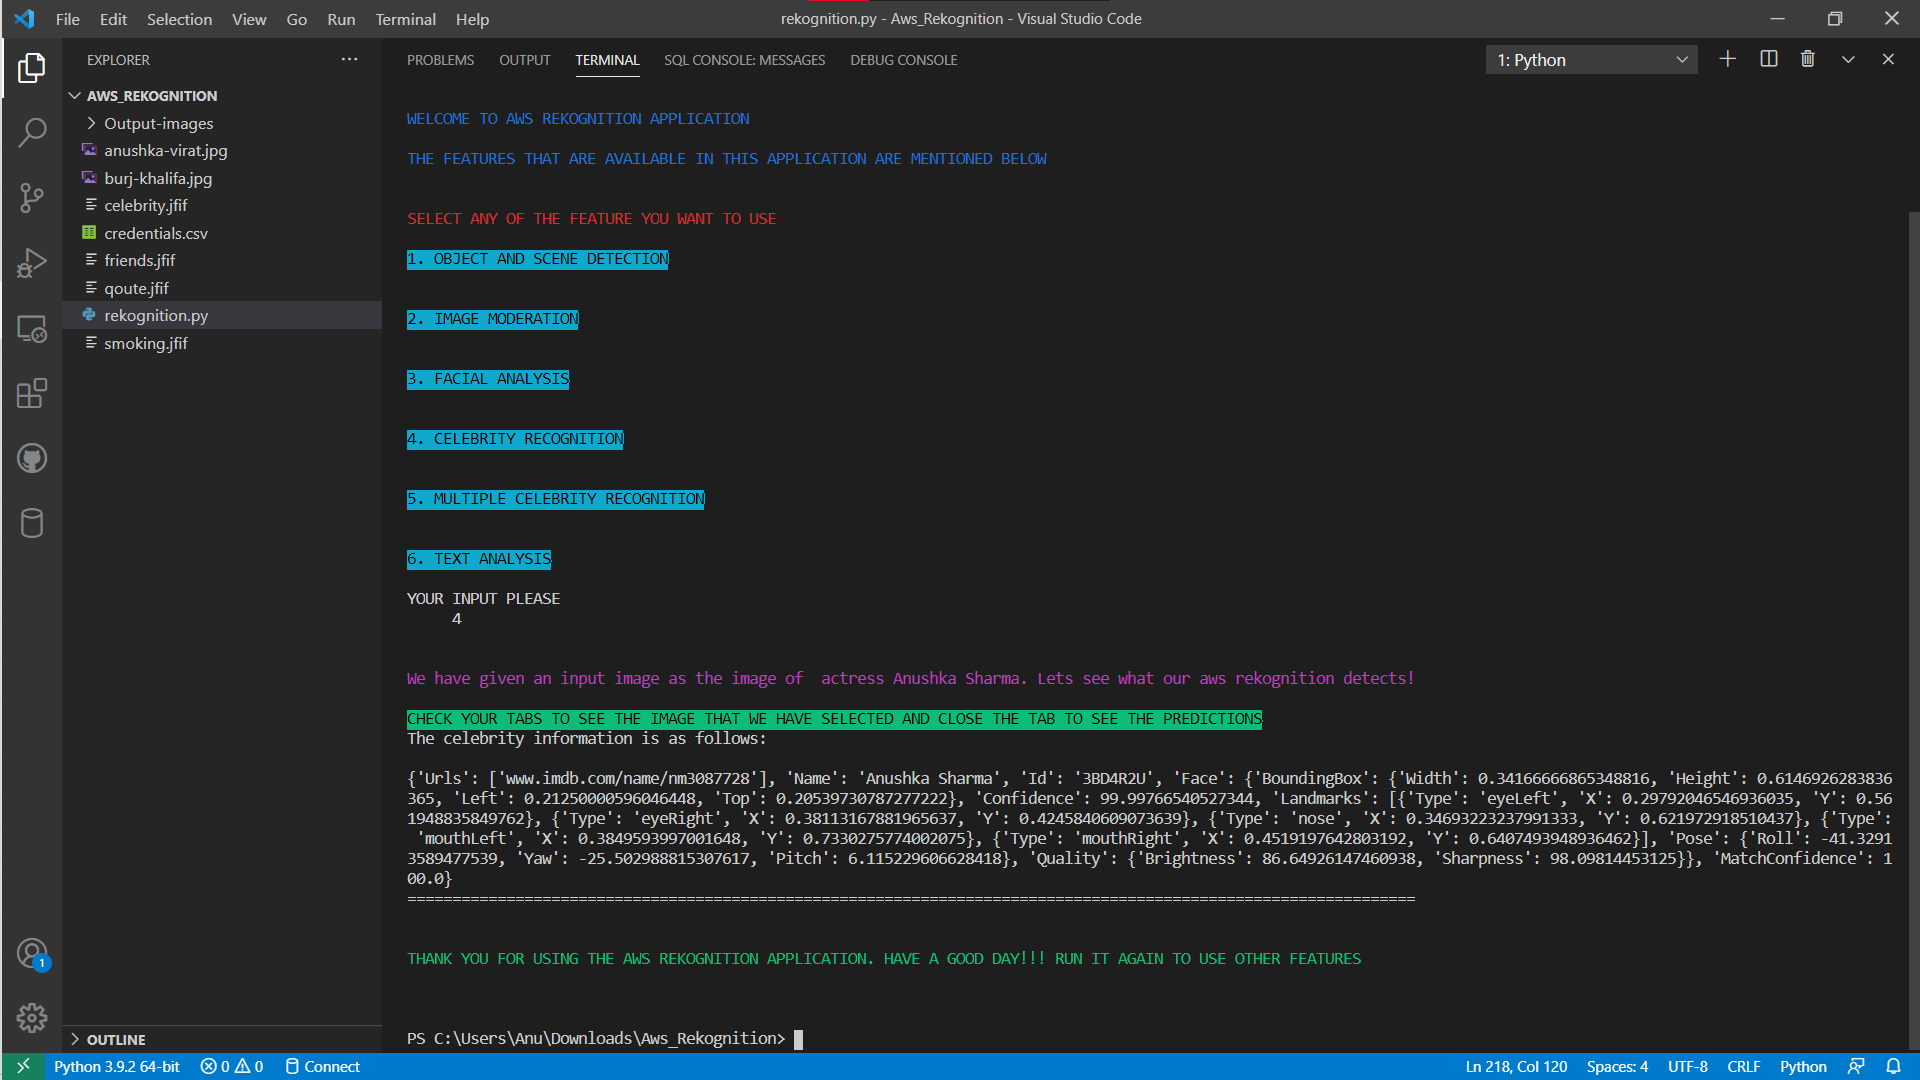 File Edit Selection View Go Run Terminal Help
rekognition.py - Aws_Rekognition - Visual Studio Code
EXPLORER
AWS_REKOGNITION
Output-images
anushka-virat.jpg
burj-khalifa.jpg
celebrity.jfif
credentials.csv
friends.jfif
qoute.jfif
rekognition.py
smoking.jfif
OUTLINE
PROBLEMS OUTPUT TERMINAL SQL CONSOLE: MESSAGES DEBUG CONSOLE
1: Python
WELCOME TO AWS REKOGNITION APPLICATION
THE FEATURES THAT ARE AVAILABLE IN THIS APPLICATION ARE MENTIONED BELOW
SELECT ANY OF THE FEATURE YOU WANT TO USE
1. OBJECT AND SCENE DETECTION
2. IMAGE MODERATION
3. FACIAL ANALYSIS
4. CELEBRITY RECOGNITION
5. MULTIPLE CELEBRITY RECOGNITION
6. TEXT ANALYSIS
YOUR INPUT PLEASE
4
We have given an input image as the image of  actress Anushka Sharma. Lets see what our aws rekognition detects!
CHECK YOUR TABS TO SEE THE IMAGE THAT WE HAVE SELECTED AND CLOSE THE TAB TO SEE THE PREDICTIONS
The celebrity information is as follows:
{'Urls': ['www.imdb.com/name/nm3087728'], 'Name': 'Anushka Sharma', 'Id': '3BD4R2U', 'Face': {'BoundingBox': {'Width': 0.34166666865348816, 'Height': 0.6146926283836
365, 'Left': 0.21250000596046448, 'Top': 0.20539730787277222}, 'Confidence': 99.99766540527344, 'Landmarks': [{'Type': 'eyeLeft', 'X': 0.29792046546936035, 'Y': 0.561
1948835849762}, {'Type': 'eyeRight', 'X': 0.38113167881965637, 'Y': 0.4245840609073639}, {'Type': 'nose', 'X': 0.34693223237991333, 'Y': 0.621972918510437}, {'Type':
'mouthLeft', 'X': 0.3849593997001648, 'Y': 0.7330275774002075}, {'Type': 'mouthRight', 'X': 0.4519197642803192, 'Y': 0.6407493948936462}], 'Pose': {'Roll': -41.3291
3589477539, 'Yaw': -25.502988815307617, 'Pitch': 6.115229606628418}, 'Quality': {'Brightness': 86.64926147460938, 'Sharpness': 98.09814453125}}, 'MatchConfidence': 1
00.0}
================================================================================================================
THANK YOU FOR USING THE AWS REKOGNITION APPLICATION. HAVE A GOOD DAY!!! RUN IT AGAIN TO USE OTHER FEATURES
PS C:\Users\Anu\Downloads\Aws_Rekognition>
1
Python 3.9.2 64-bit 0 0 Connect Ln 218, Col 120 Spaces: 4 UTF-8 CRLF Python